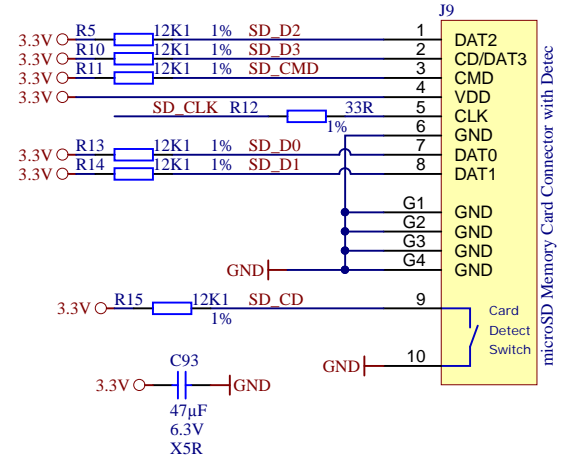 J9
3.3V R5 12K1 1% SD_D2 1 DAT2
3.3V R10 12K1 1% SD_D3 2 CD/DAT3
3.3V R11 12K1 1% SD_CMD 3 CMD
3.3V 4 VDD
SD_CLK R12 33R 1% 5 CLK
6 GND
3.3V R13 12K1 1% SD_D0 7 DAT0
3.3V R14 12K1 1% SD_D1 8 DAT1
G1 GND
G2 GND
G3 GND
GND G4 GND
3.3V R15 12K1 1% SD_CD 9
Card
Detect
Switch
GND 10
microSD Memory Card Connector with Detec
C93
3.3V GND
47µF
6.3V
X5R